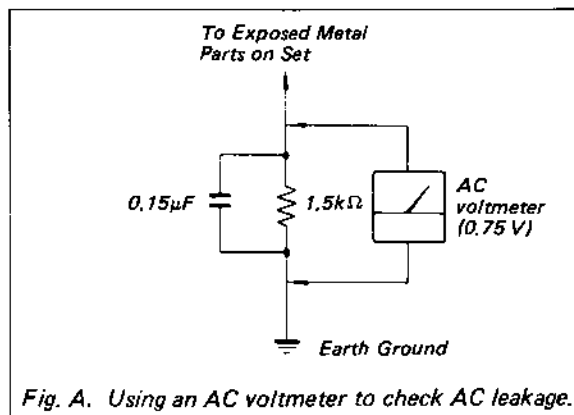 To Exposed Metal
Parts on Set
0.15μF
1.5kΩ
AC
voltmeter
(0.75 V)
Earth Ground
Fig. A. Using an AC voltmeter to check AC leakage.